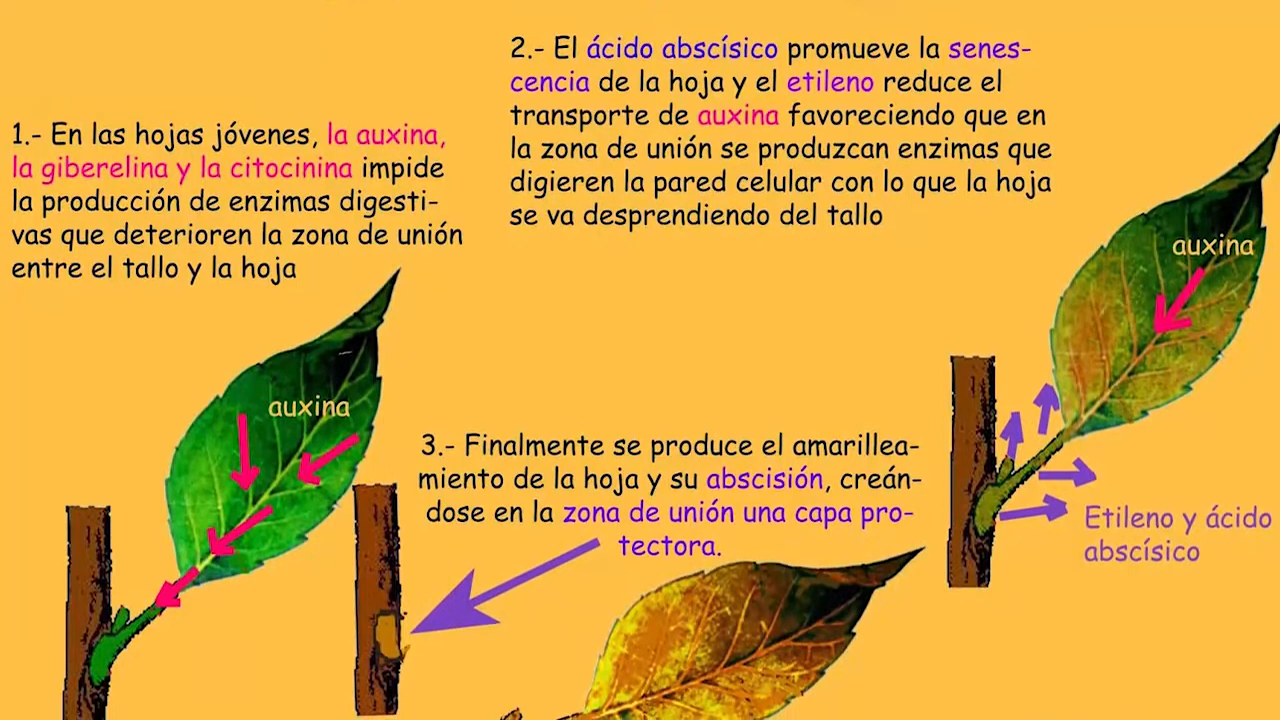 1.- En las hojas jóvenes, la auxina,
la giberelina y la citocinina impide
la producción de enzimas digesti-
vas que deterioren la zona de unión
entre el tallo y la hoja
auxina
2.- El ácido abscísico promueve la senes-
cencia de la hoja y el etileno reduce el
transporte de auxina favoreciendo que en
la zona de unión se produzcan enzimas que
digieren la pared celular con lo que la hoja
se va desprendiendo del tallo
auxina
Etileno y ácido
abscísico
3.- Finalmente se produce el amarillea-
miento de la hoja y su abscisión, creán-
dose en la zona de unión una capa pro-
tectora.